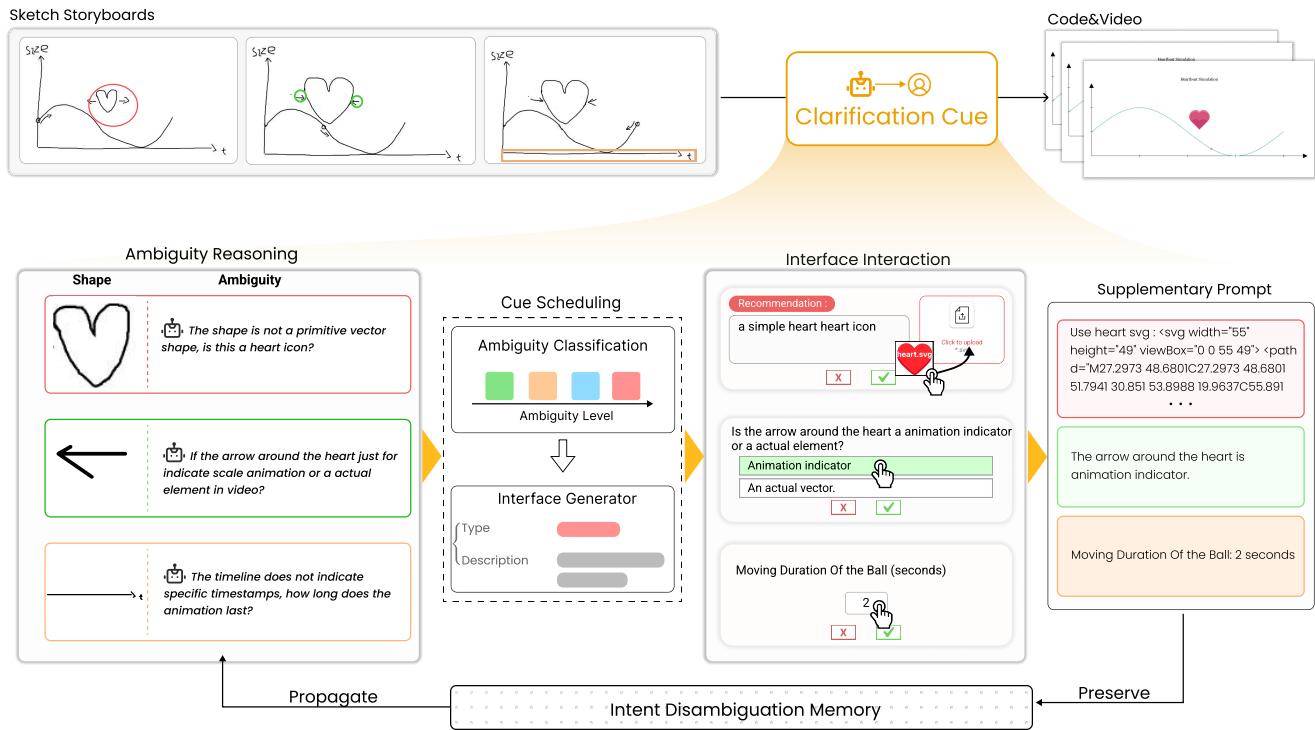 Sketch Storyboards
size
t
size
t
size
t
Clarification Cue
Code&Video
Heartbeat Simulation
Heartbeat Simulation
Ambiguity Reasoning
Shape
Ambiguity
The shape is not a primitive vector
shape, is this a heart icon?
If the arrow around the heart just for
indicate scale animation or a actual
element in video?
t
The timeline does not indicate
specific timestamps, how long does the
animation last?
Cue Scheduling
Ambiguity Classification
Ambiguity Level
Interface Generator
Type
Description
Interface Interaction
Recommendation :
a simple heart heart icon
Click to upload
*.svg
heart.svg
X
Is the arrow around the heart a animation indicator
or a actual element?
Animation indicator
An actual vector.
X
Moving Duration Of the Ball (seconds)
2
X
Supplementary Prompt
Use heart svg : <svg width="55"
height="49" viewBox="0 0 55 49"> <path
d="M27.2973 48.6801C27.2973 48.6801
51.7941 30.851 53.8988 19.9637C55.891
• • •
The arrow around the heart is
animation indicator.
Moving Duration Of the Ball: 2 seconds
Propagate
Intent Disambiguation Memory
Preserve